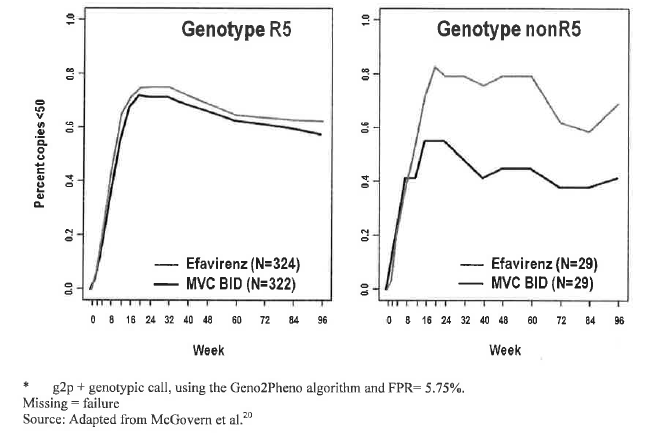 Genotype R5
Genotype nonR5
Percent copies <50
1.0
0.8
0.6
0.4
0.2
0.0
Efavirenz (N=324)
MVC BID (N=322)
0 8 16 24 32 40 48 60 72 84 96
Week
1.0
0.8
0.6
0.4
0.2
0.0
Efavirenz (N=29)
MVC BID (N=29)
0 8 16 24 32 40 48 60 72 84 96
Week
* g2p + genotypic call, using the Geno2Pheno algorithm and FPR= 5.75%.
Missing = failure
Source: Adapted from McGovern et al.20